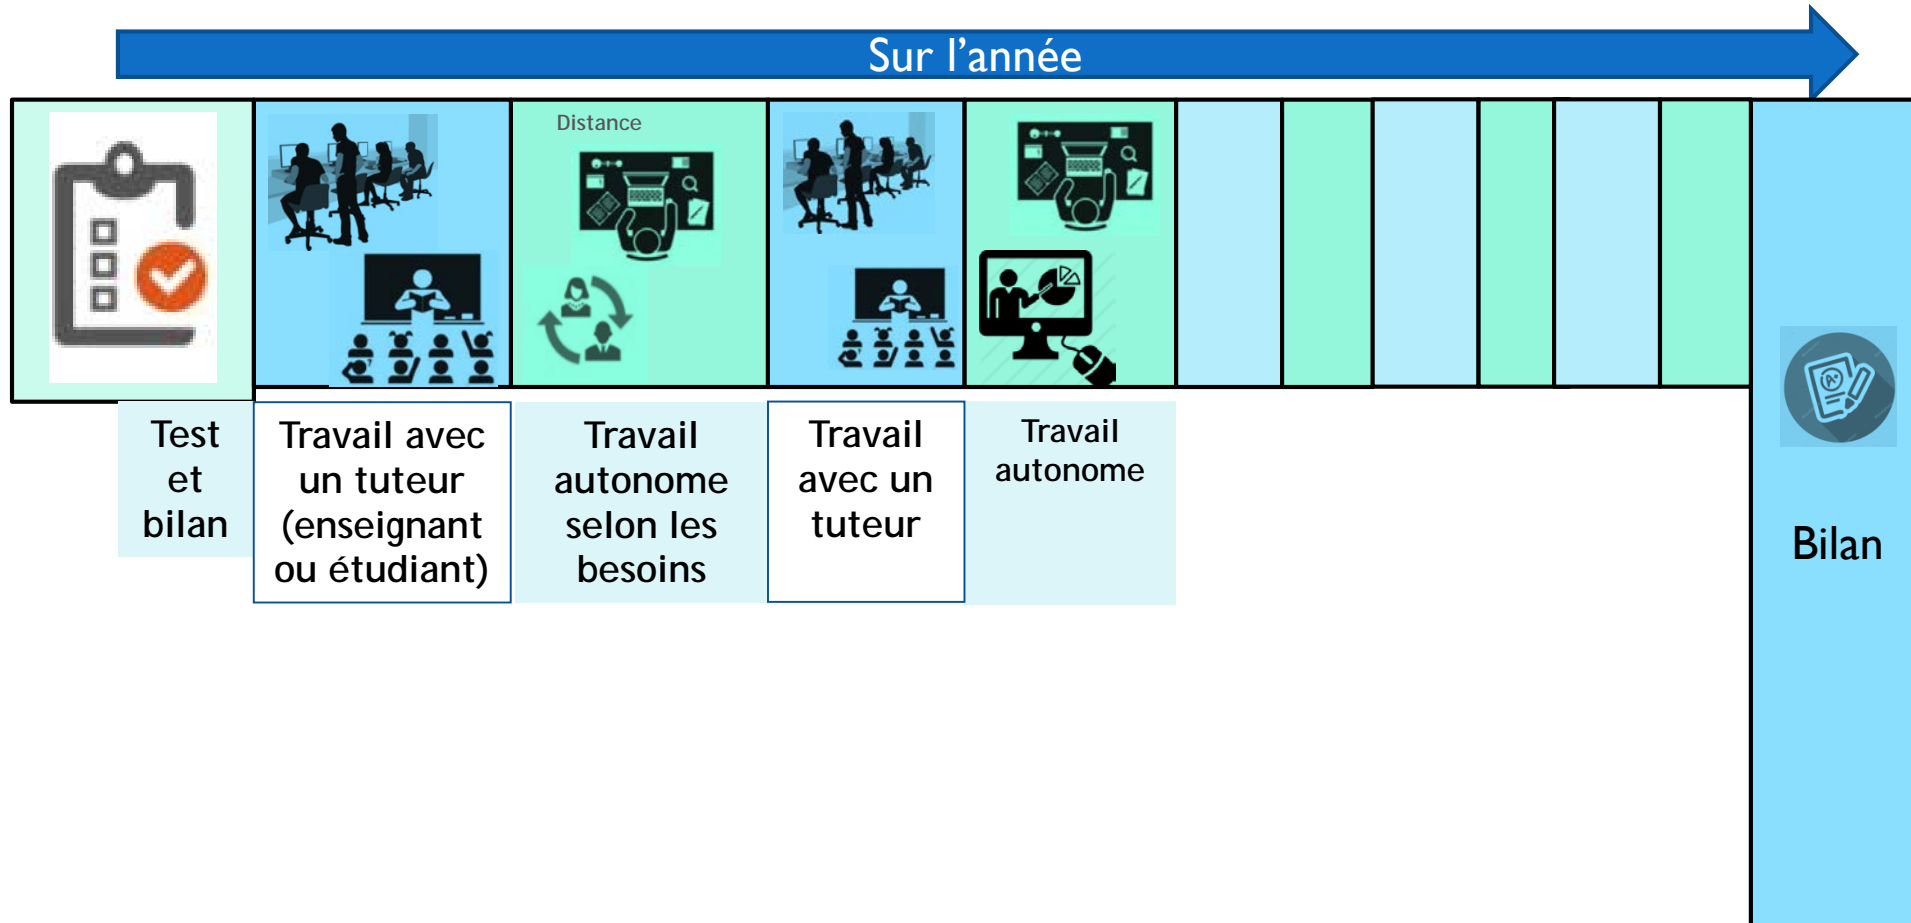 Sur l’année
Distance
Test
et
bilan
Travail avec
un tuteur
(enseignant
ou étudiant)
Travail
autonome
selon les
besoins
Travail
avec un
tuteur
Travail
autonome
A+
Bilan